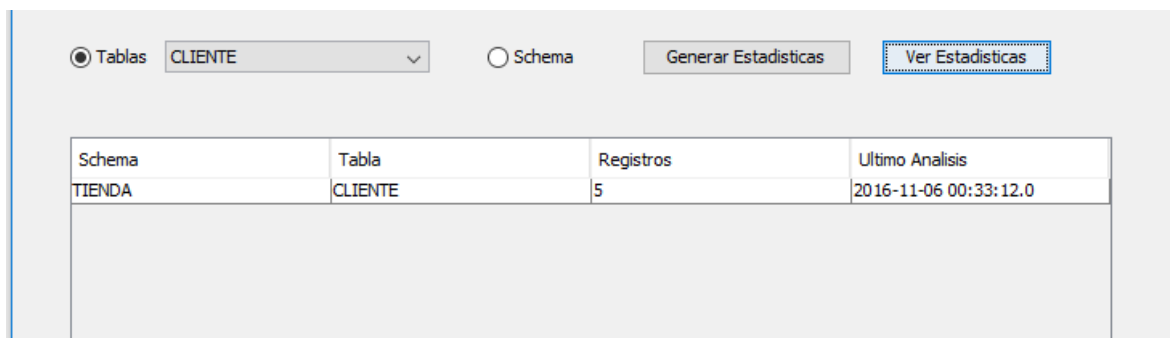 Tablas CLIENTE Schema Generar Estadisticas Ver Estadisticas
Schema Tabla Registros Ultimo Analisis
TIENDA CLIENTE 5 2016-11-06 00:33:12.0